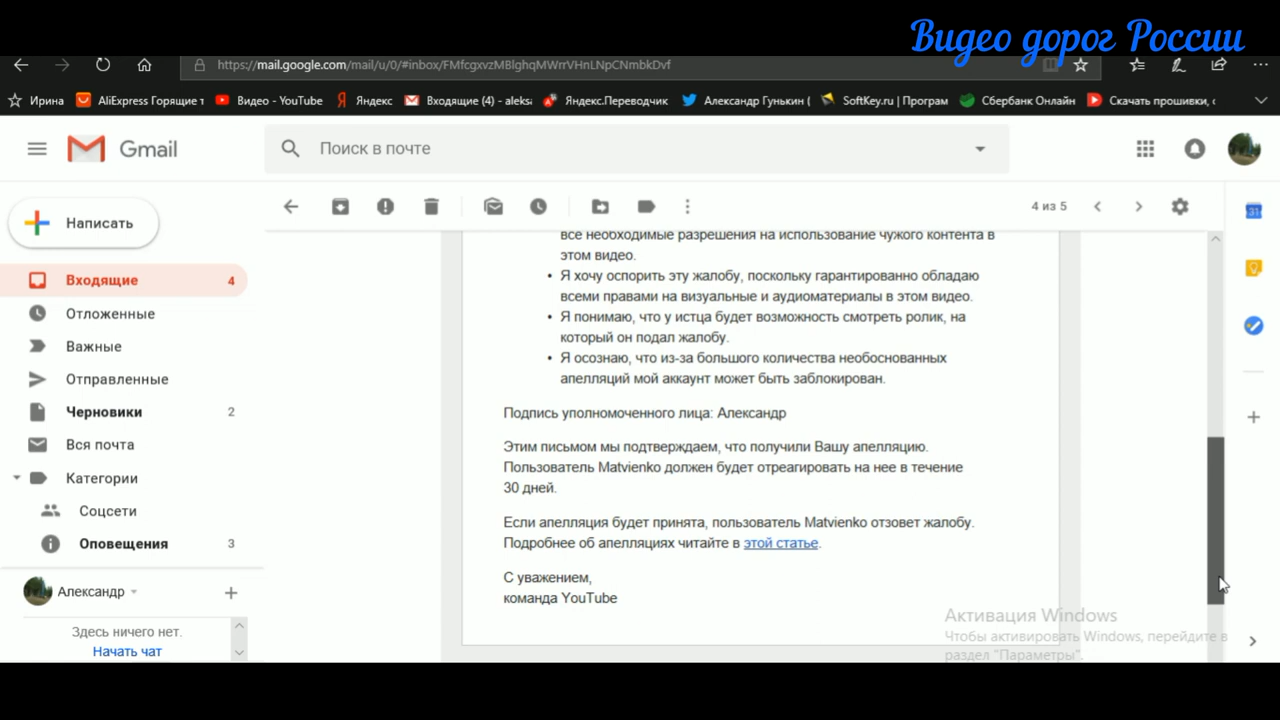 Видео дорог России
https://mail.google.com/mail/u/0/#inbox/FMfcgxvzMBlghqMWrrVHnLNpCNmbkDvf
Ирина
AliExpress Горящие т
Видео - YouTube
Яндекс
Входящие (4) - aleksa
Яндекс.Переводчик
Александр Гунькин (
SoftKey.ru | Програм
Сбербанк Онлайн
Скачать прошивки, с
Gmail
Поиск в почте
Написать
4 из 5
Входящие 4
Отложенные
Важные
Отправленные
Черновики 2
Вся почта
Категории
Соцсети
Оповещения 3
Александр
Здесь ничего нет.
Начать чат
все необходимые разрешения на использование чужого контента в
этом видео.
• Я хочу оспорить эту жалобу, поскольку гарантированно обладаю
всеми правами на визуальные и аудиоматериалы в этом видео.
• Я понимаю, что у истца будет возможность смотреть ролик, на
который он подал жалобу.
• Я осознаю, что из-за большого количества необоснованных
апелляций мой аккаунт может быть заблокирован.
Подпись уполномоченного лица: Александр
Этим письмом мы подтверждаем, что получили Вашу апелляцию.
Пользователь Matvienko должен будет отреагировать на нее в течение
30 дней.
Если апелляция будет принята, пользователь Matvienko отзовет жалобу.
Подробнее об апелляциях читайте в этой статье.
С уважением,
команда YouTube
31
Активация Windows
Чтобы активировать Windows, перейдите в
раздел "Параметры".